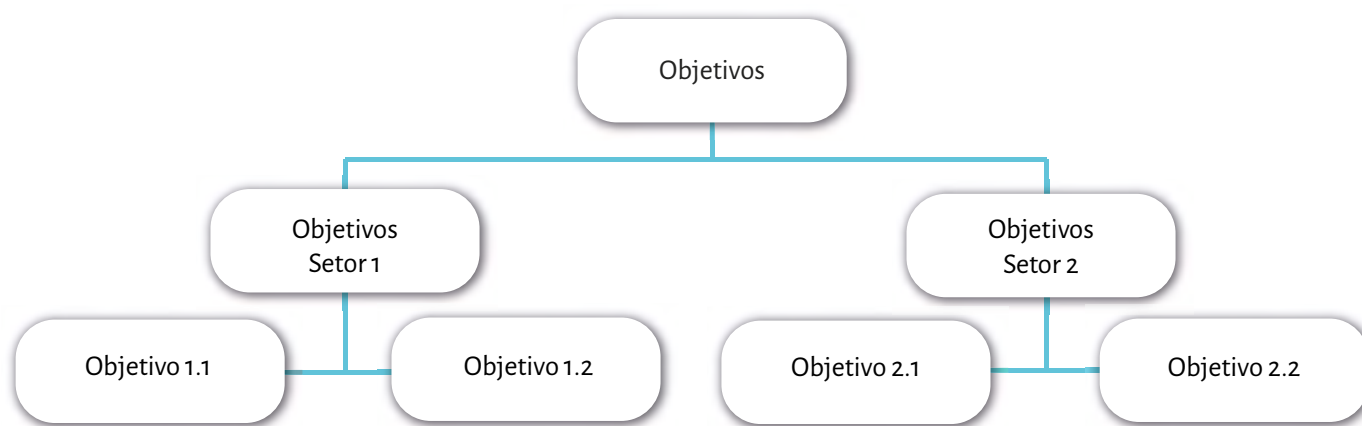 Objetivos
Objetivos
Setor 1
Objetivos
Setor 2
Objetivo 1.1
Objetivo 1.2
Objetivo 2.1
Objetivo 2.2